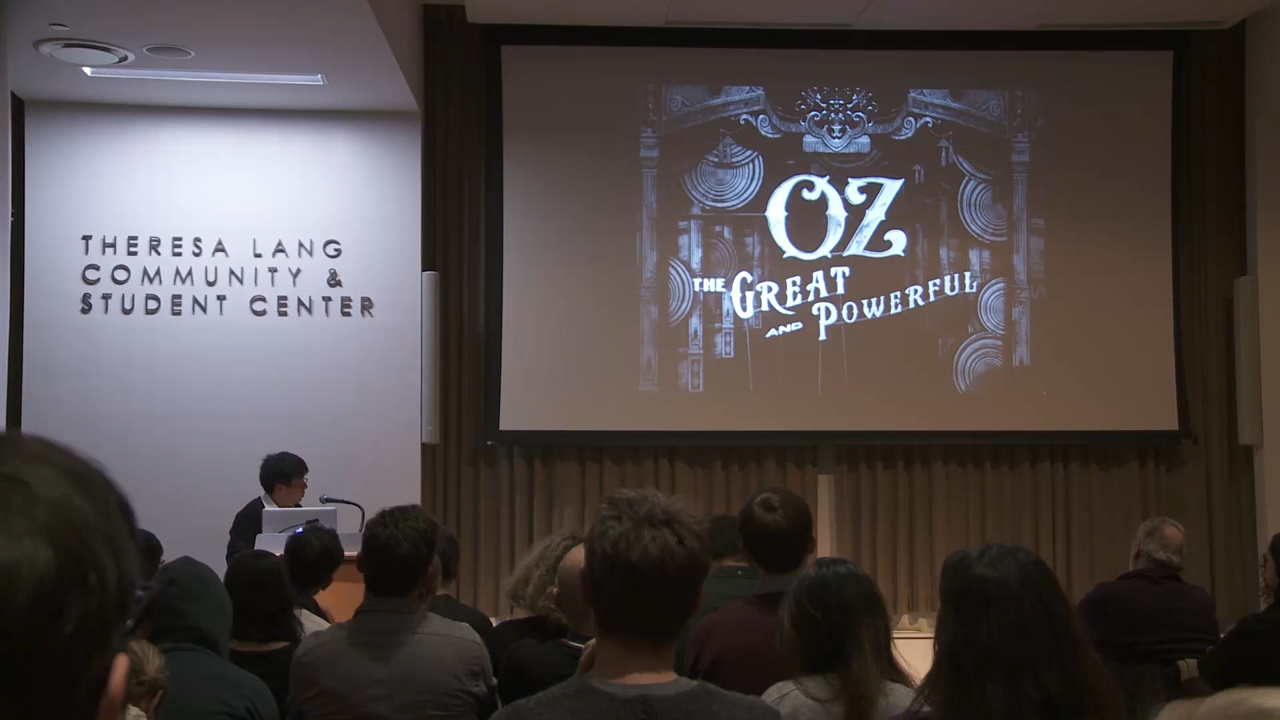 THERESA LANG
COMMUNITY &
STUDENT CENTER
OZ
THE GREAT
AND POWERFUL